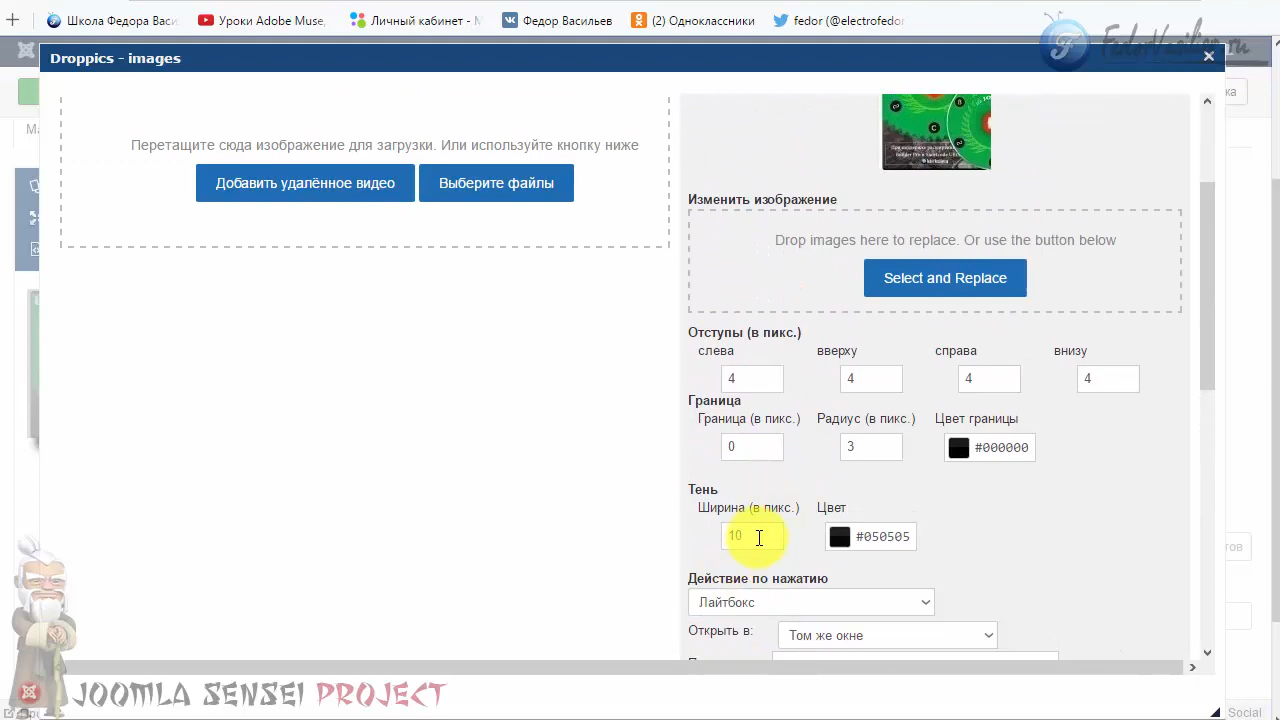 Школа Федора Васи
Уроки Adobe Muse,
Личный кабинет - М
Федор Васильев
(2) Одноклассники
fedor (@electrofedor
FedorVasiliev.ru
Droppics - images
Перетащите сюда изображение для загрузки. Или используйте кнопку ниже
Добавить удалённое видео
Выберите файлы
Изменить изображение
Drop images here to replace. Or use the button below
Select and Replace
Отступы (в пикс.)
слева вверху справа внизу
4 4 4 4
Граница
Граница (в пикс.) Радиус (в пикс.) Цвет границы
0 3 #000000
Тень
Ширина (в пикс.) Цвет
10 #050505
Действие по нажатию
Лайтбокс
Открыть в: Том же окне
JOOMLA SENSEI PROJECT
Social